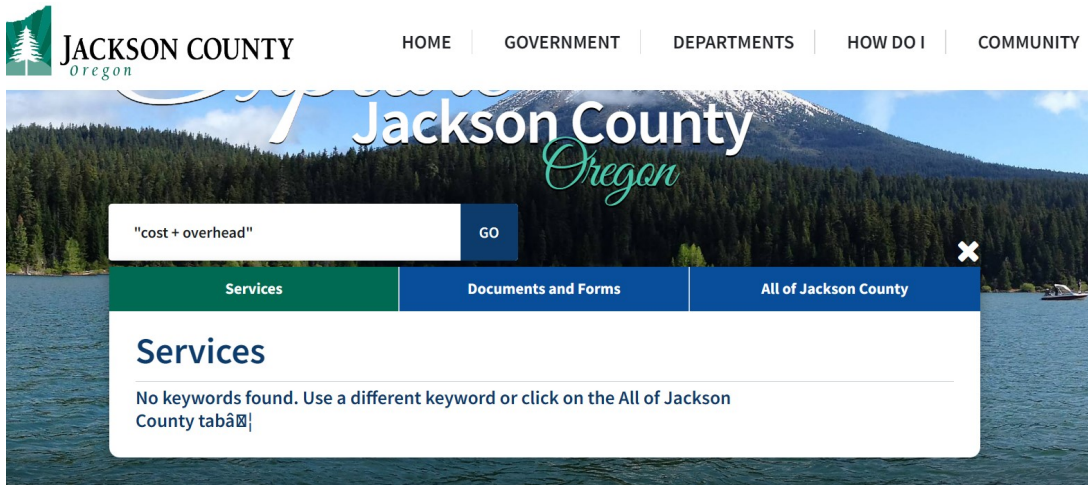 JACKSON COUNTY
Oregon
HOME
GOVERNMENT
DEPARTMENTS
HOW DO I
COMMUNITY
Jackson County
Oregon
"cost + overhead"
GO
Services
Documents and Forms
All of Jackson County
Services
No keywords found. Use a different keyword or click on the All of Jackson
County tabâ¦